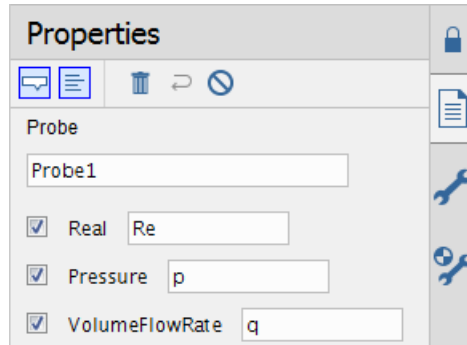 Properties
Probe
Probe1
Real Re
Pressure p
VolumeFlowRate q